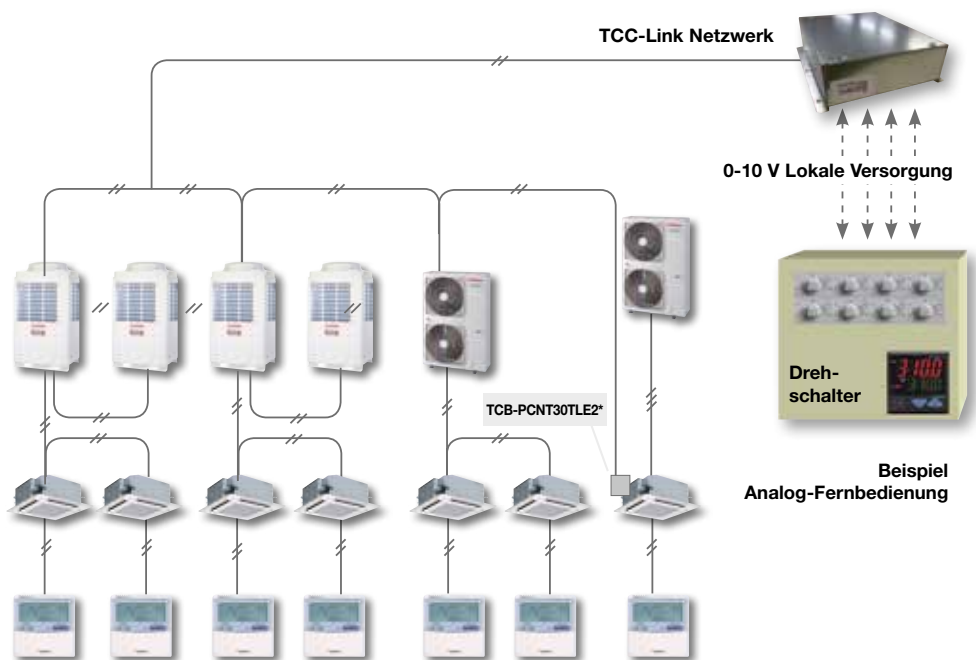 TCC-Link Netzwerk
0-10 V Lokale Versorgung
Dreh-
schalter
TCB-PCNT30TLE2*
Beispiel
Analog-Fernbedienung